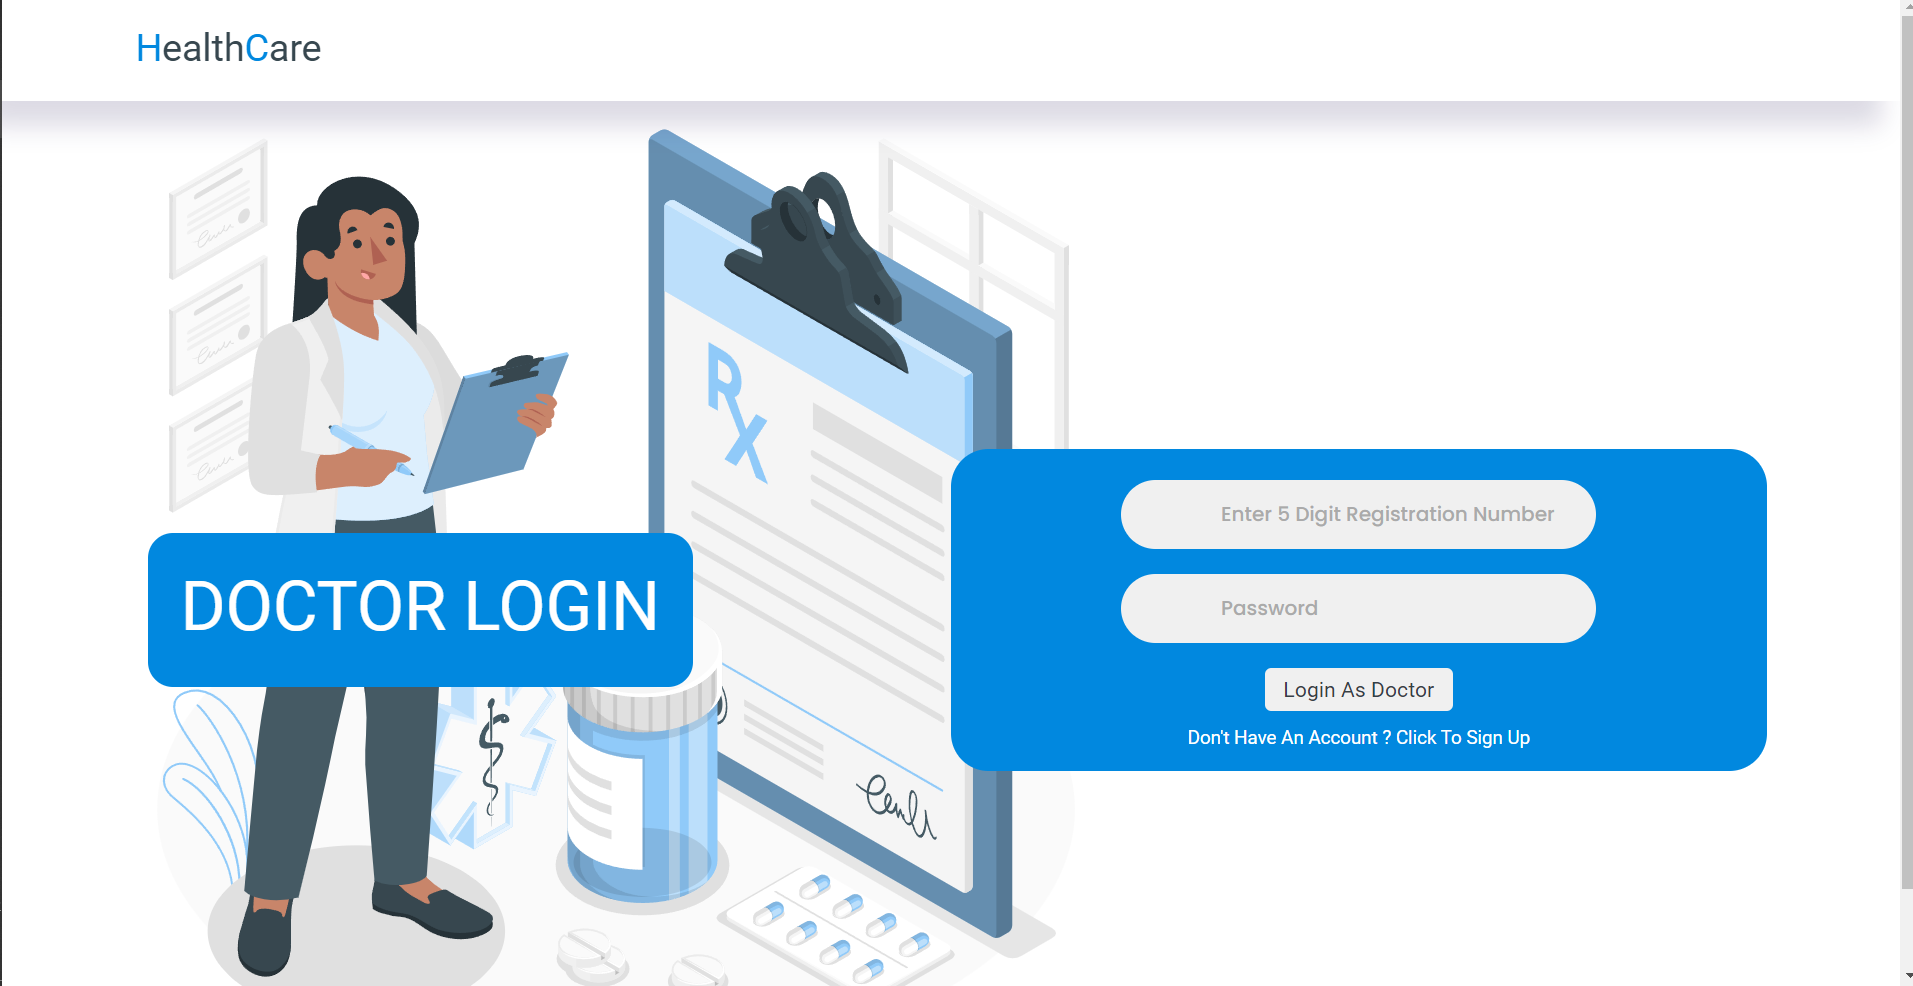 HealthCare
Rx
DOCTOR LOGIN
Enter 5 Digit Registration Number
Password
Login As Doctor
Don't Have An Account ? Click To Sign Up